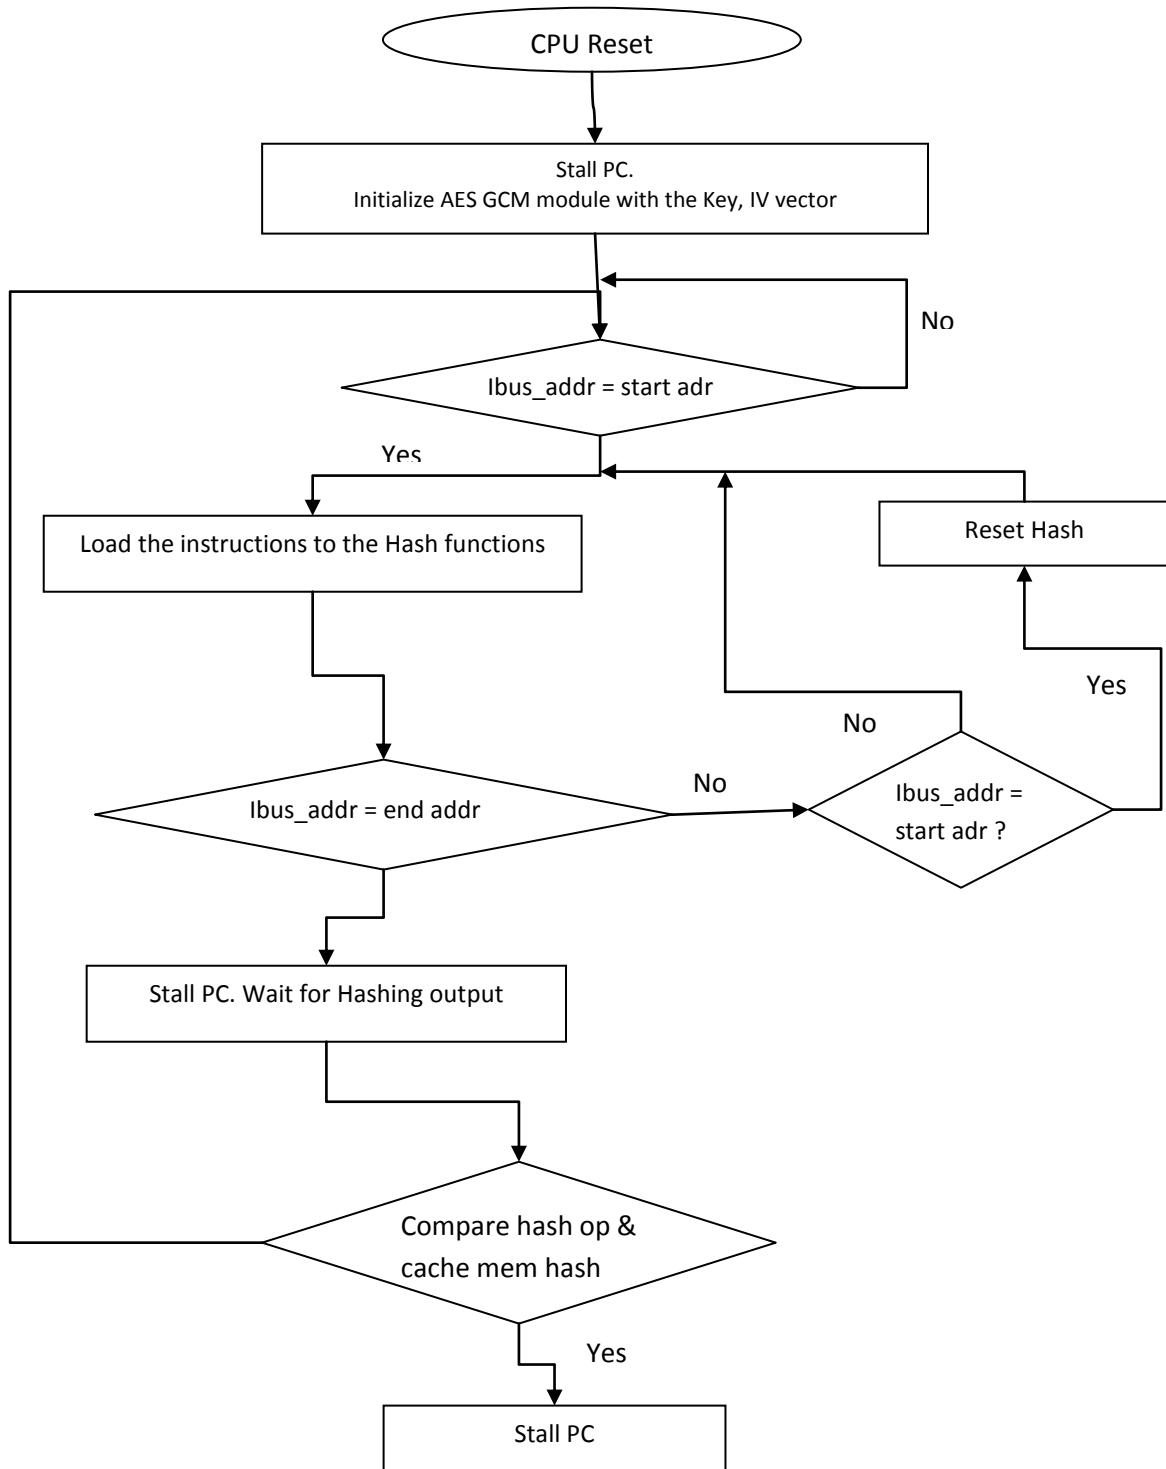 CPU Reset
Stall PC.
Initialize AES GCM module with the Key, IV vector
No
Ibus_addr = start adr
Yes
Load the instructions to the Hash functions
Reset Hash
Yes
No
No
Ibus_addr = end addr
Ibus_addr =
start adr ?
Stall PC. Wait for Hashing output
Compare hash op &
cache mem hash
Yes
Stall PC